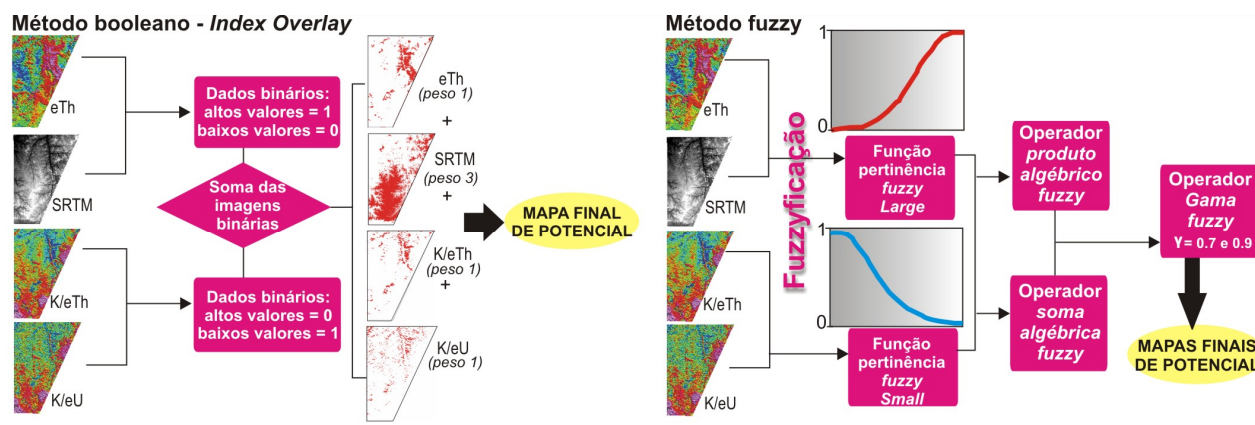 Método booleano - Index Overlay
eTh
SRTM
K/eTh
K/eU
Dados binários:
altos valores = 1
baixos valores = 0
Soma das
imagens
binárias
Dados binários:
altos valores = 0
baixos valores = 1
eTh
(peso 1)
+
SRTM
(peso 3)
+
K/eTh
(peso 1)
+
K/eU
(peso 1)
MAPA FINAL
DE POTENCIAL
Método fuzzy
eTh
SRTM
K/eTh
K/eU
Fuzzyficação
1
0
Função
pertinência
fuzzy
Large
1
0
Função
pertinência
fuzzy
Small
Operador
produto
algébrico
fuzzy
Operador
soma
algébrica
fuzzy
Operador
Gama
fuzzy
γ = 0.7 e 0.9
MAPAS FINAIS
DE POTENCIAL